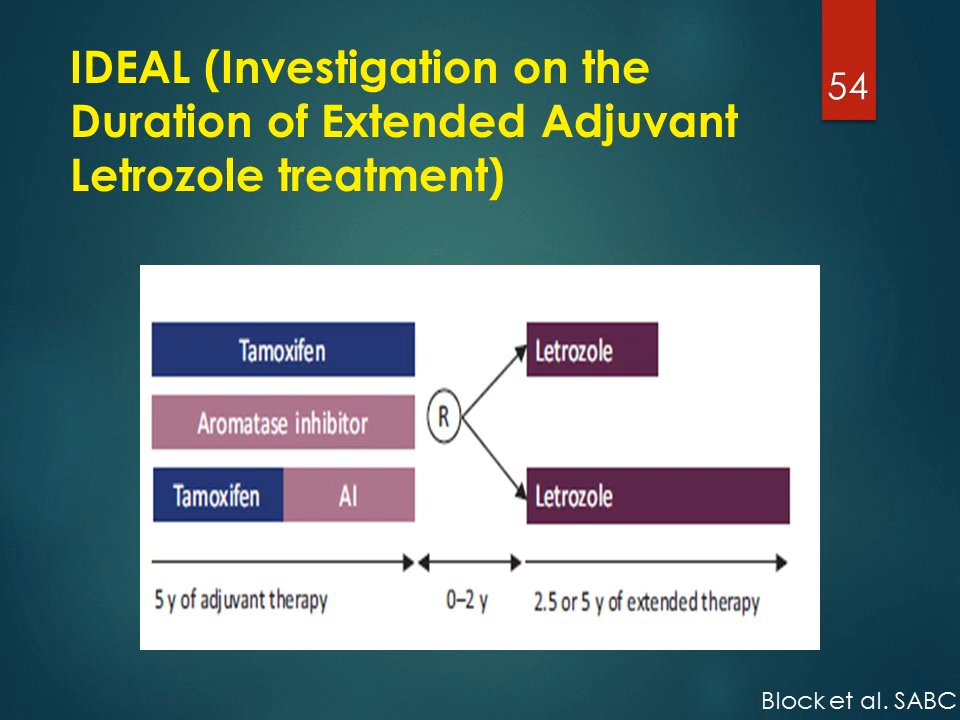 IDEAL (Investigation on the
Duration of Extended Adjuvant
Letrozole treatment)
54
Tamoxifen
Letrozole
Aromatase inhibitor
R
Tamoxifen
AI
Letrozole
5 y of adjuvant therapy
0–2 y
2.5 or 5 y of extended therapy
Block et al. SABC